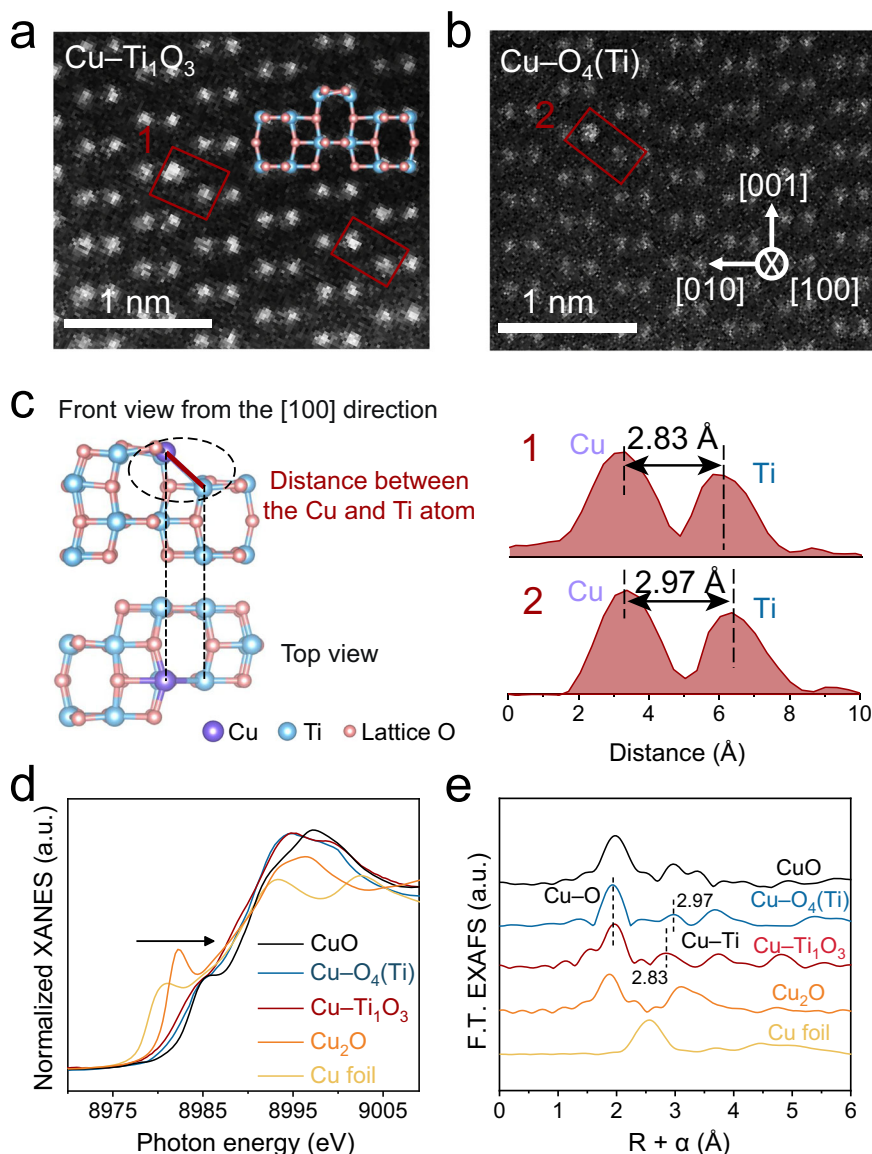 a
Cu–Ti₁O₃
1
1 nm
b
Cu–O₄(Ti)
2
[001]
[010]
[100]
1 nm
c
Front view from the [100] direction
Distance between
the Cu and Ti atom
Top view
Cu
Ti
Lattice O
1
Cu
2.83 Å
Ti
2
Cu
2.97 Å
Ti
0 2 4 6 8 10
Distance (Å)
d
Normalized XANES (a.u.)
CuO
Cu–O₄(Ti)
Cu–Ti₁O₃
Cu₂O
Cu foil
8975 8985 8995 9005
Photon energy (eV)
e
F.T. EXAFS (a.u.)
CuO
Cu–O
2.97
Cu–O₄(Ti)
Cu–Ti
Cu–Ti₁O₃
2.83
Cu₂O
Cu foil
0 1 2 3 4 5 6
R + α (Å)